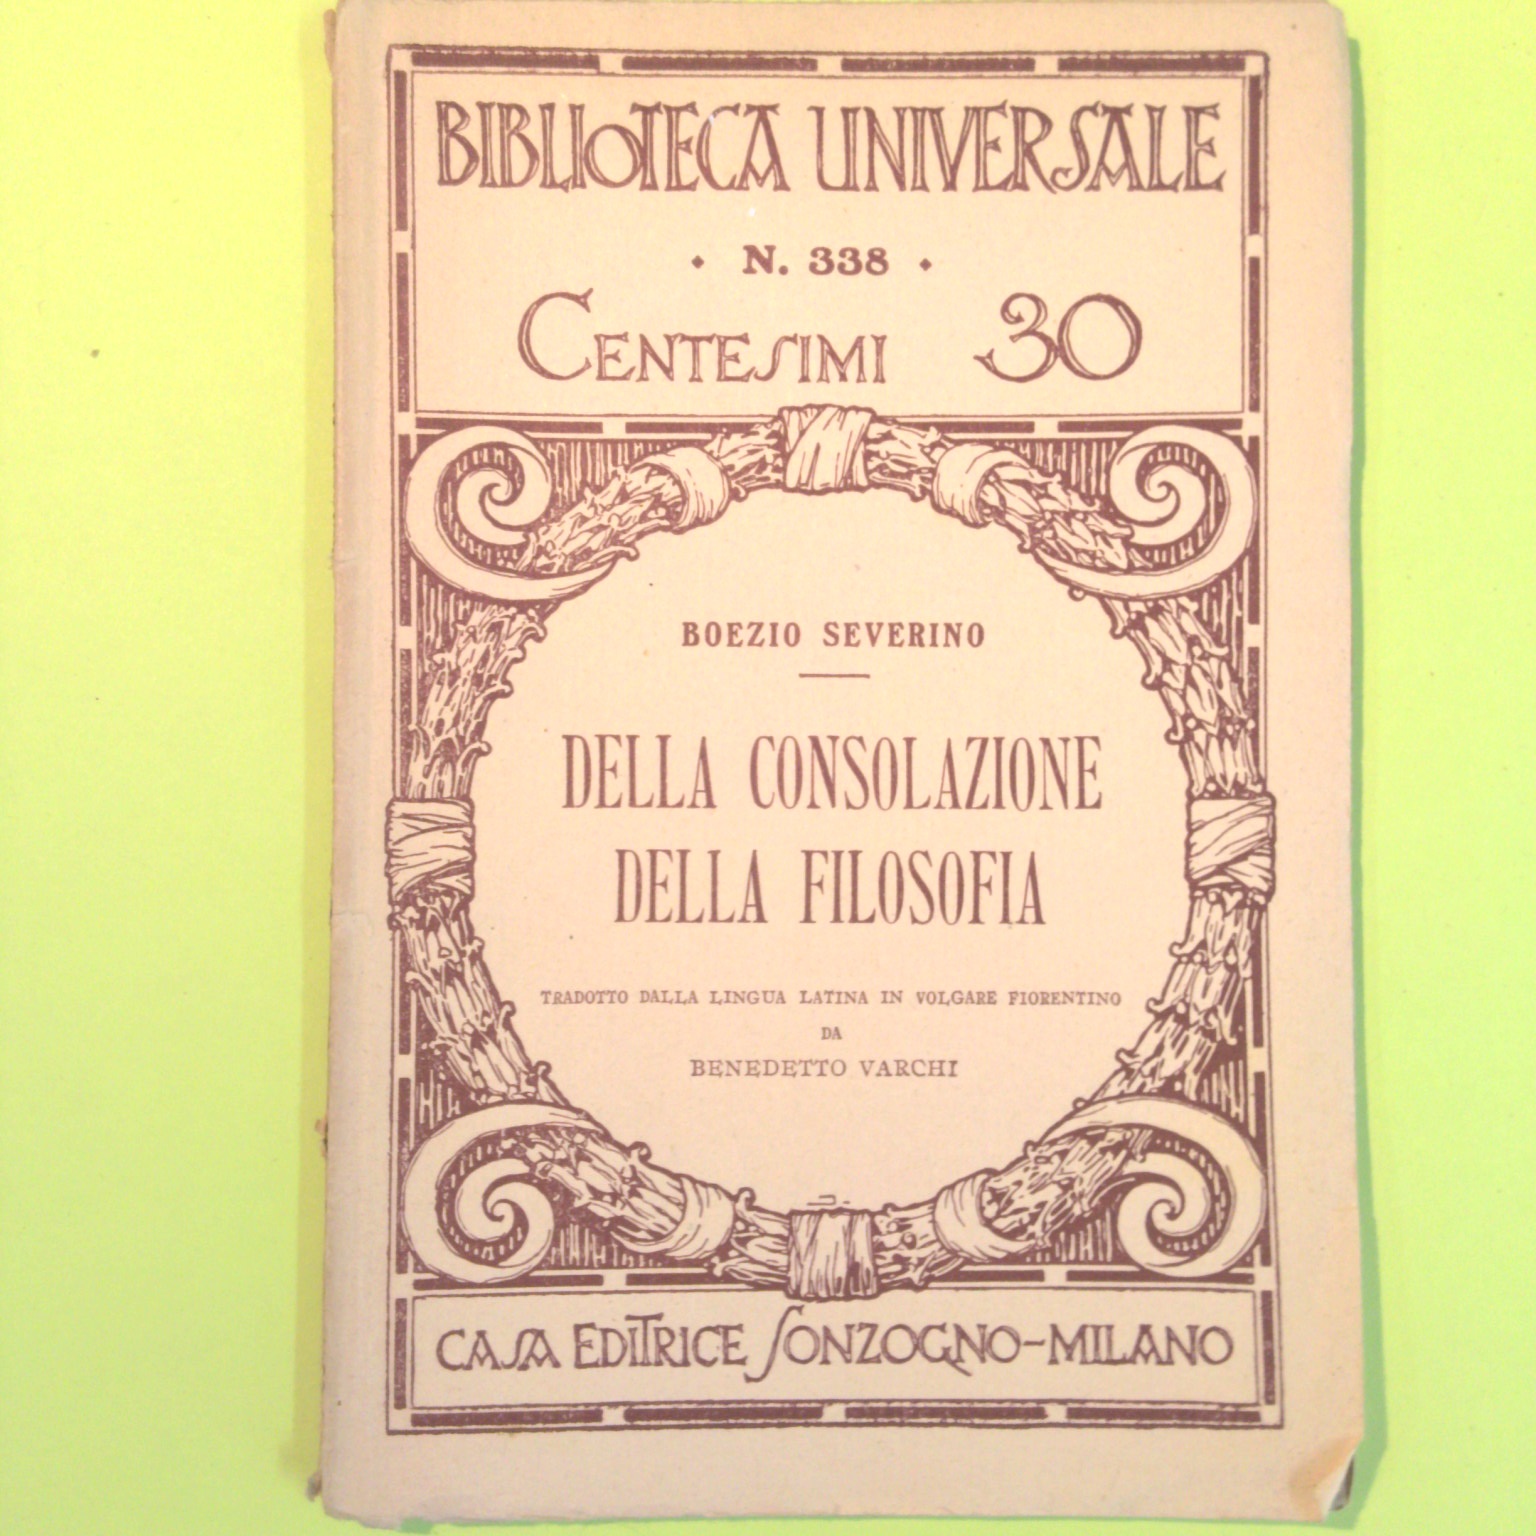 BIBLIOTECA UNIVERSALE
• N. 338 •
CENTESIMI 30
BOEZIO SEVERINO
DELLA CONSOLAZIONE
DELLA FILOSOFIA
TRADOTTO DALLA LINGUA LATINA IN VOLGARE FIORENTINO
DA
BENEDETTO VARCHI
CASA EDITRICE SONZOGNO-MILANO